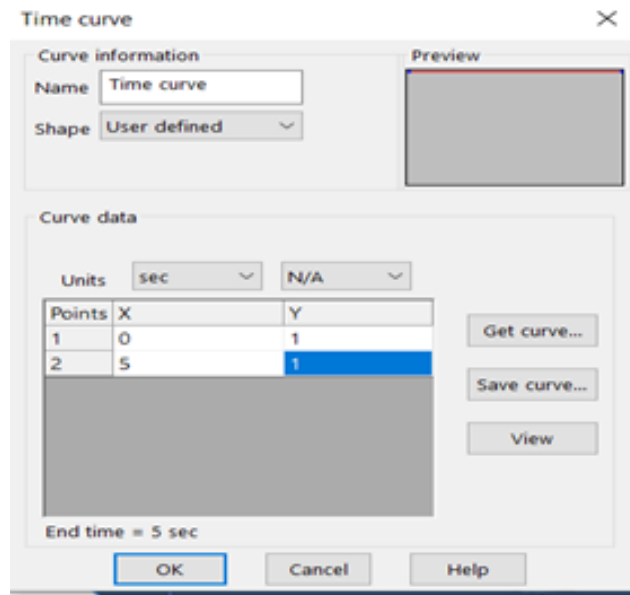 Time curve
Curve information
Preview
Name Time curve
Shape User defined
Curve data
Units sec N/A
Points X Y
1 0 1
2 5 1
Get curve...
Save curve...
View
End time = 5 sec
OK Cancel Help